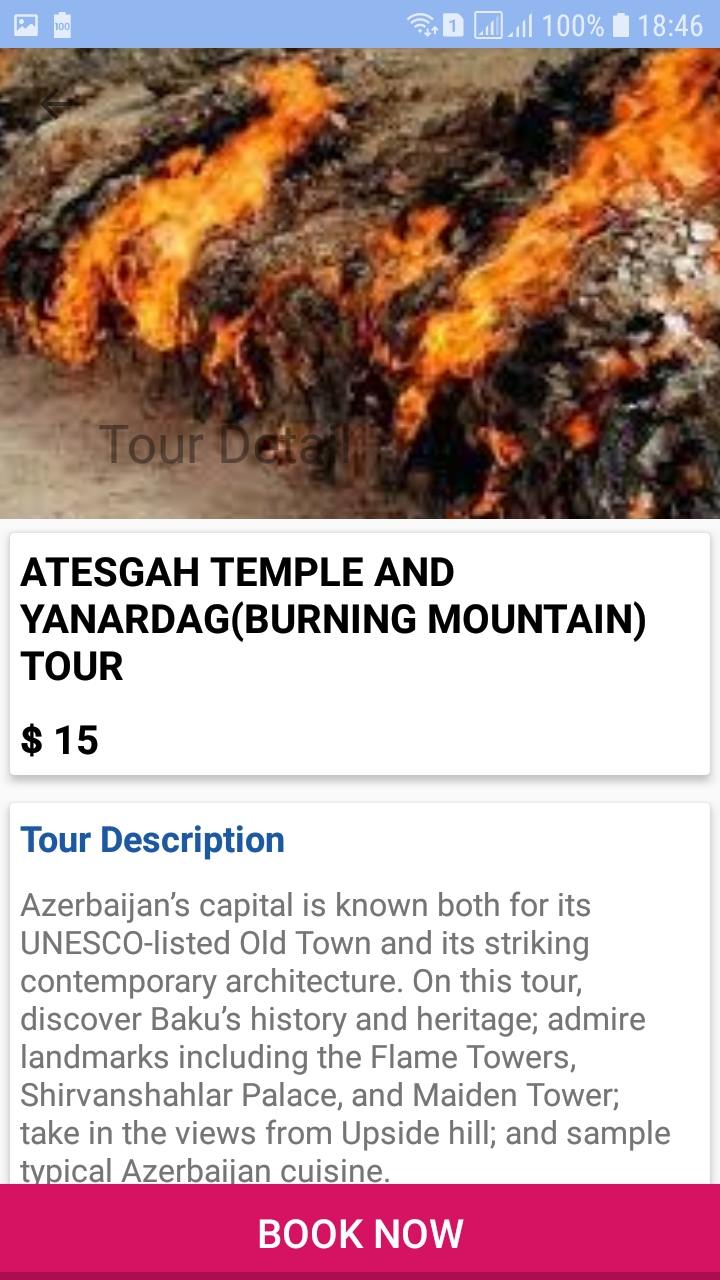 100
1
100%
18:46
Tour Detail
ATESGAH TEMPLE AND
YANARDAG(BURNING MOUNTAIN)
TOUR
$ 15
Tour Description
Azerbaijan’s capital is known both for its
UNESCO-listed Old Town and its striking
contemporary architecture. On this tour,
discover Baku’s history and heritage; admire
landmarks including the Flame Towers,
Shirvanshahlar Palace, and Maiden Tower;
take in the views from Upside hill; and sample
typical Azerbaijan cuisine.
BOOK NOW